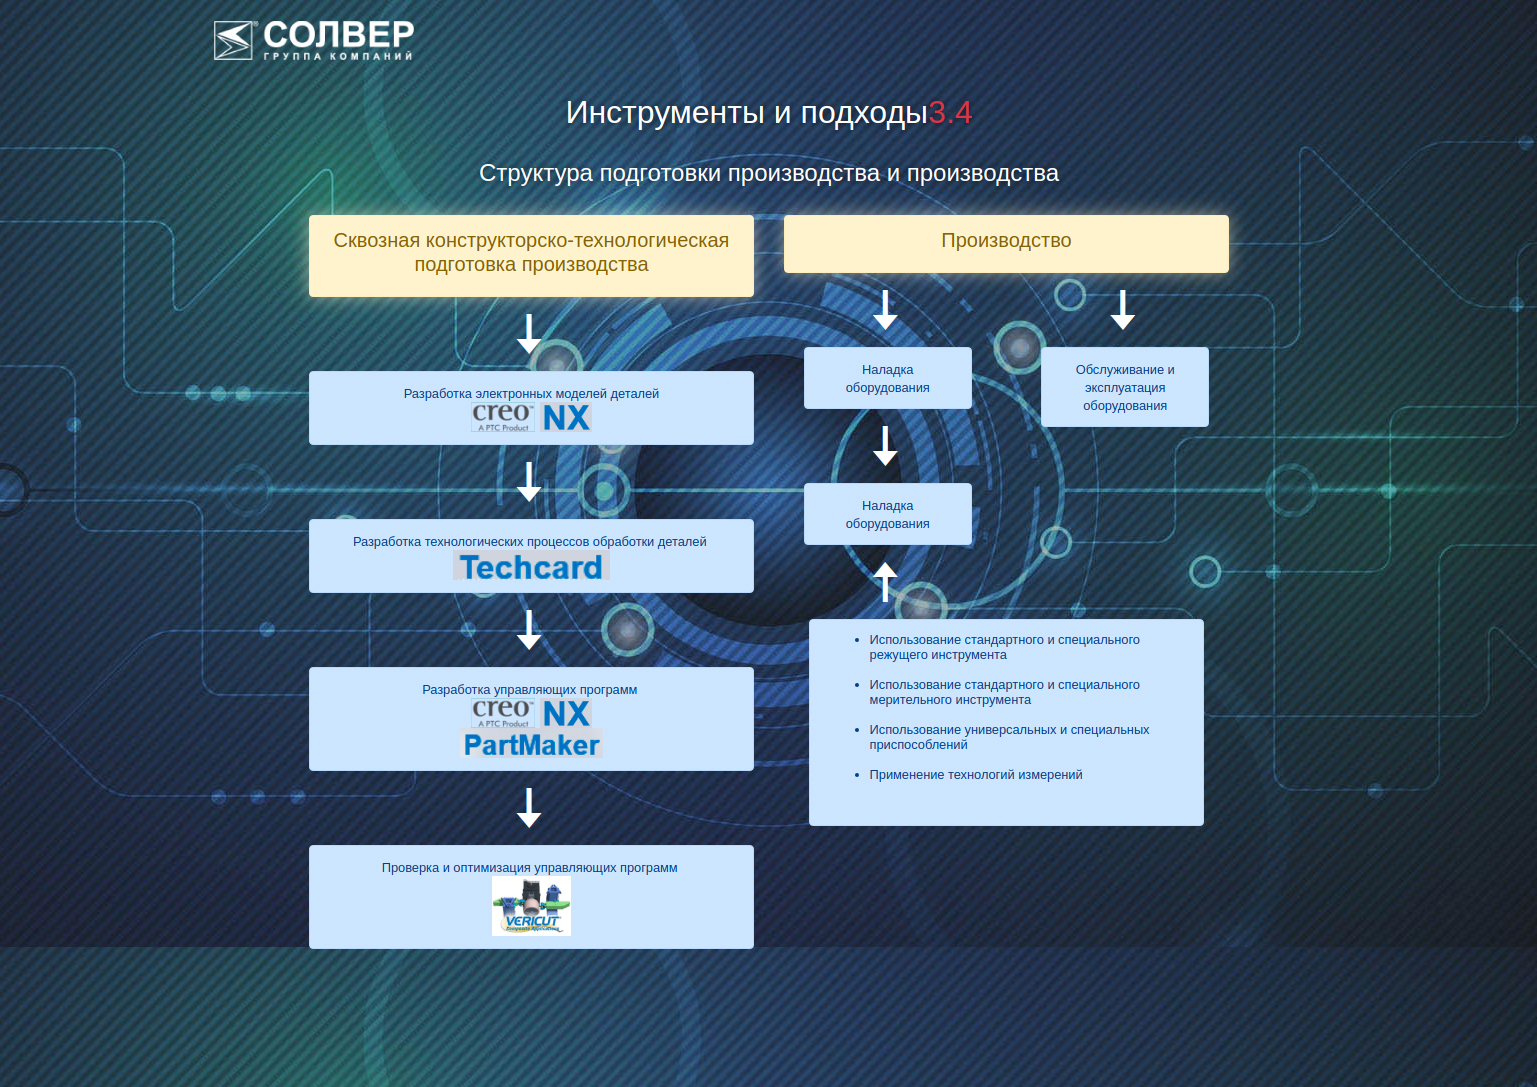 СОЛВЕР
ГРУППА КОМПАНИЙ
Инструменты и подходы3.4
Структура подготовки производства и производства
Сквозная конструкторско-технологическая
подготовка производства
Разработка электронных моделей деталей
creo NX
A PTC Product
Разработка технологических процессов обработки деталей
Techcard
Разработка управляющих программ
creo NX
A PTC Product
PartMaker
Проверка и оптимизация управляющих программ
VERICUT
Composite Applications
Производство
Наладка
оборудования
Обслуживание и
эксплуатация
оборудования
Наладка
оборудования
Использование стандартного и специального
режущего инструмента
Использование стандартного и специального
мерительного инструмента
Использование универсальных и специальных
приспособлений
Применение технологий измерений